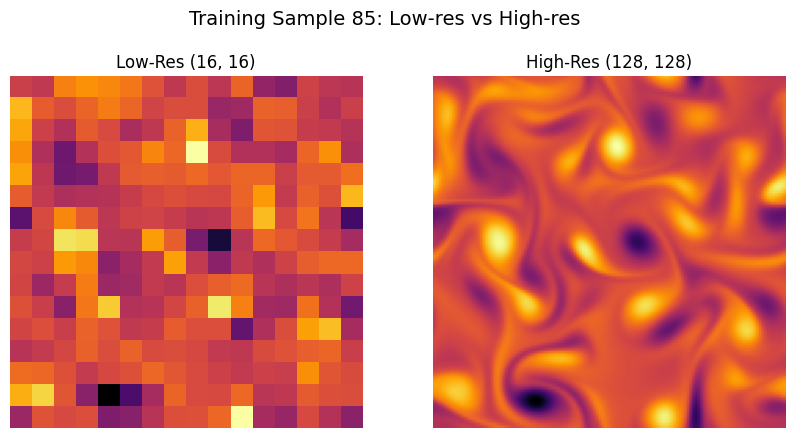 Training Sample 85: Low-res vs High-res
Low-Res (16, 16)
High-Res (128, 128)